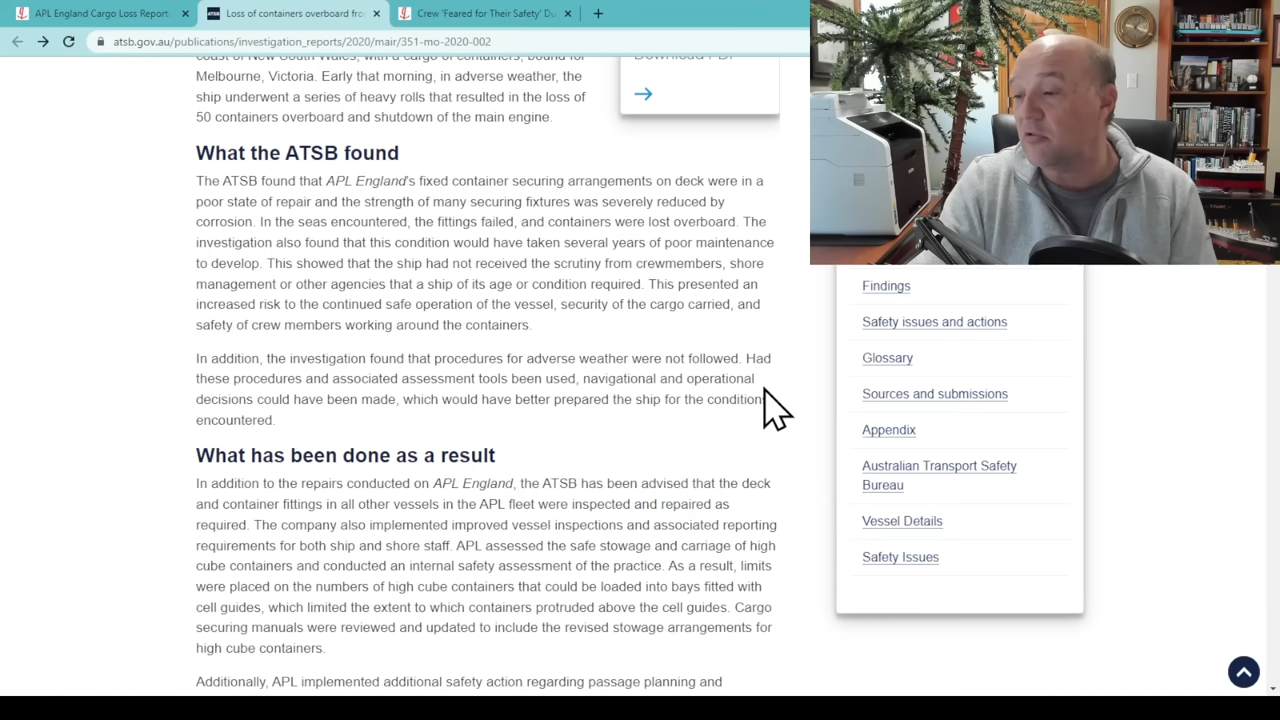 APL England Cargo Loss Report:
Loss of containers overboard fro
Crew 'Feared for Their Safety' Du
atsb.gov.au/publications/investigation_reports/2020/mair/351-mo-2020-002
coast of New South Wales, with a cargo of containers, bound for
Melbourne, Victoria. Early that morning, in adverse weather, the
ship underwent a series of heavy rolls that resulted in the loss of
50 containers overboard and shutdown of the main engine.
Download PDF
What the ATSB found
The ATSB found that APL England's fixed container securing arrangements on deck were in a
poor state of repair and the strength of many securing fixtures was severely reduced by
corrosion. In the seas encountered, the fittings failed, and containers were lost overboard. The
investigation also found that this condition would have taken several years of poor maintenance
to develop. This showed that the ship had not received the scrutiny from crewmembers, shore
management or other agencies that a ship of its age or condition required. This presented an
increased risk to the continued safe operation of the vessel, security of the cargo carried, and
safety of crew members working around the containers.
In addition, the investigation found that procedures for adverse weather were not followed. Had
these procedures and associated assessment tools been used, navigational and operational
decisions could have been made, which would have better prepared the ship for the conditions
encountered.
What has been done as a result
In addition to the repairs conducted on APL England, the ATSB has been advised that the deck
and container fittings in all other vessels in the APL fleet were inspected and repaired as
required. The company also implemented improved vessel inspections and associated reporting
requirements for both ship and shore staff. APL assessed the safe stowage and carriage of high
cube containers and conducted an internal safety assessment of the practice. As a result, limits
were placed on the numbers of high cube containers that could be loaded into bays fitted with
cell guides, which limited the extent to which containers protruded above the cell guides. Cargo
securing manuals were reviewed and updated to include the revised stowage arrangements for
high cube containers.
Additionally, APL implemented additional safety action regarding passage planning and
Findings
Safety issues and actions
Glossary
Sources and submissions
Appendix
Australian Transport Safety
Bureau
Vessel Details
Safety Issues